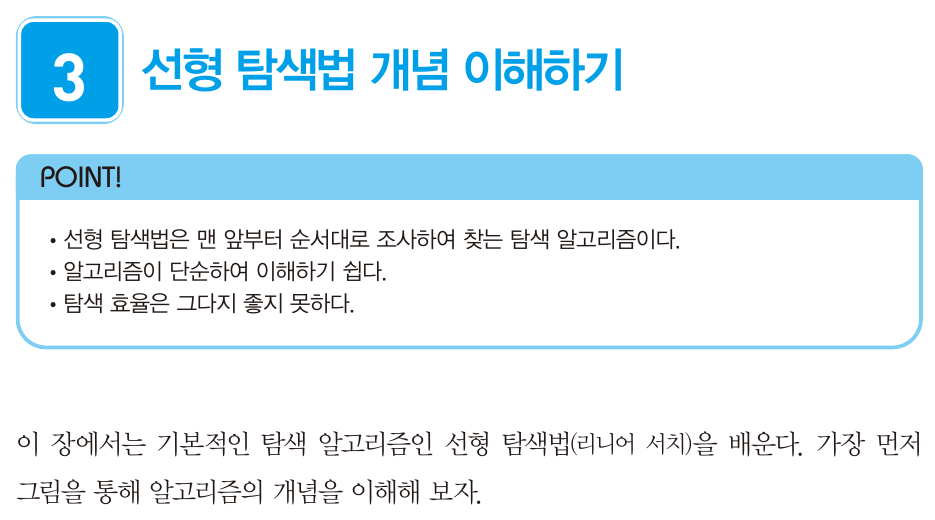 3 선형 탐색법 개념 이해하기
POINT!
• 선형 탐색법은 맨 앞부터 순서대로 조사하여 찾는 탐색 알고리즘이다.
• 알고리즘이 단순하여 이해하기 쉽다.
• 탐색 효율은 그다지 좋지 못하다.
이 장에서는 기본적인 탐색 알고리즘인 선형 탐색법(리니어 서치)을 배운다. 가장 먼저
그림을 통해 알고리즘의 개념을 이해해 보자.